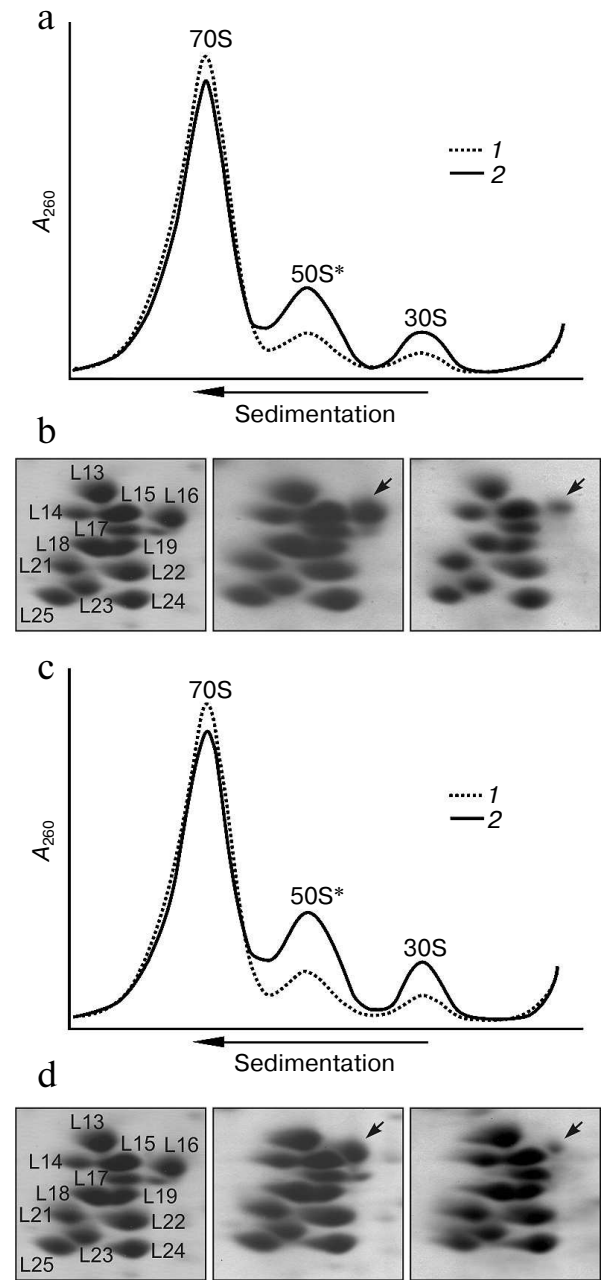 a
70S
1
2
50S*
30S
A260
Sedimentation
b
L13
L14 L15 L16
L17
L18 L19
L21 L22
L25 L23 L24
c
70S
1
2
50S*
30S
A260
Sedimentation
d
L13
L14 L15 L16
L17
L18 L19
L21 L22
L25 L23 L24